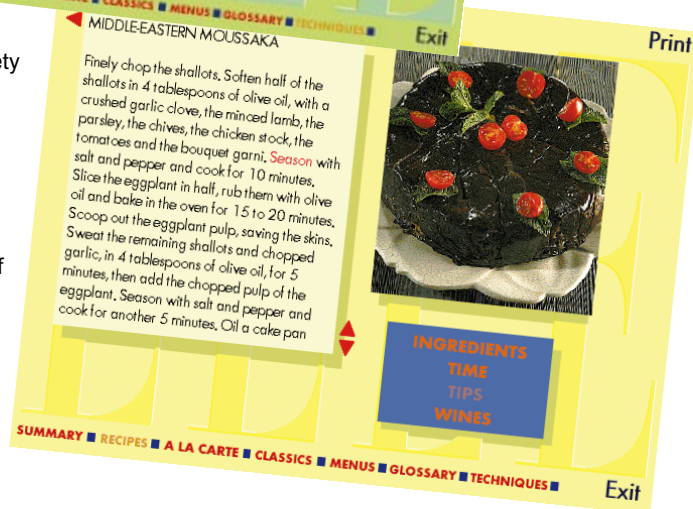 CLASSICS ■ MENUS ■ GLOSSARY ■ TECHNIQUES ■
Exit
ety
f
MIDDLE-EASTERN MOUSSAKA
Print
Finely chop the shallots. Soften half of the
shallots in 4 tablespoons of olive oil, with a
crushed garlic clove, the minced lamb, the
parsley, the chives, the chicken stock, the
tomatoes and the bouquet garni. Season with
salt and pepper and cook for 10 minutes.
Slice the eggplant in half, rub them with olive
oil and bake in the oven for 15 to 20 minutes.
Scoop out the eggplant pulp, saving the skins.
Sweat the remaining shallots and chopped
garlic, in 4 tablespoons of olive oil, for 5
minutes, then add the chopped pulp of the
eggplant. Season with salt and pepper and
cook for another 5 minutes. Oil a cake pan
INGREDIENTS
TIME
TIPS
WINES
SUMMARY ■ RECIPES ■ A LA CARTE ■ CLASSICS ■ MENUS ■ GLOSSARY ■ TECHNIQUES ■
Exit